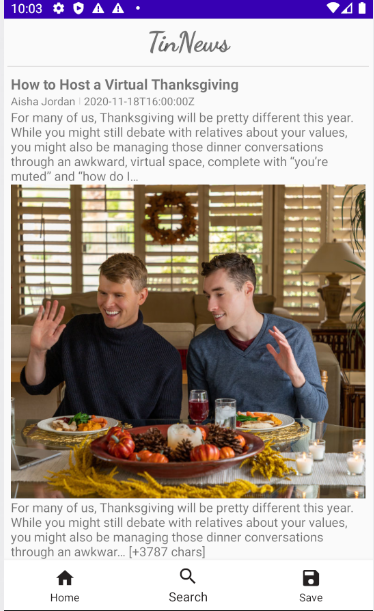 10:03
TinNews
How to Host a Virtual Thanksgiving
Aisha Jordan | 2020-11-18T16:00:00Z
For many of us, Thanksgiving will be pretty different this year.
While you might still debate with relatives about your values,
you might also be managing those dinner conversations
through an awkward, virtual space, complete with “you’re
muted” and “how do I…
For many of us, Thanksgiving will be pretty different this year.
While you might still debate with relatives about your values,
you might also be managing those dinner conversations
through an awkwar… [+3787 chars]
Home Search Save